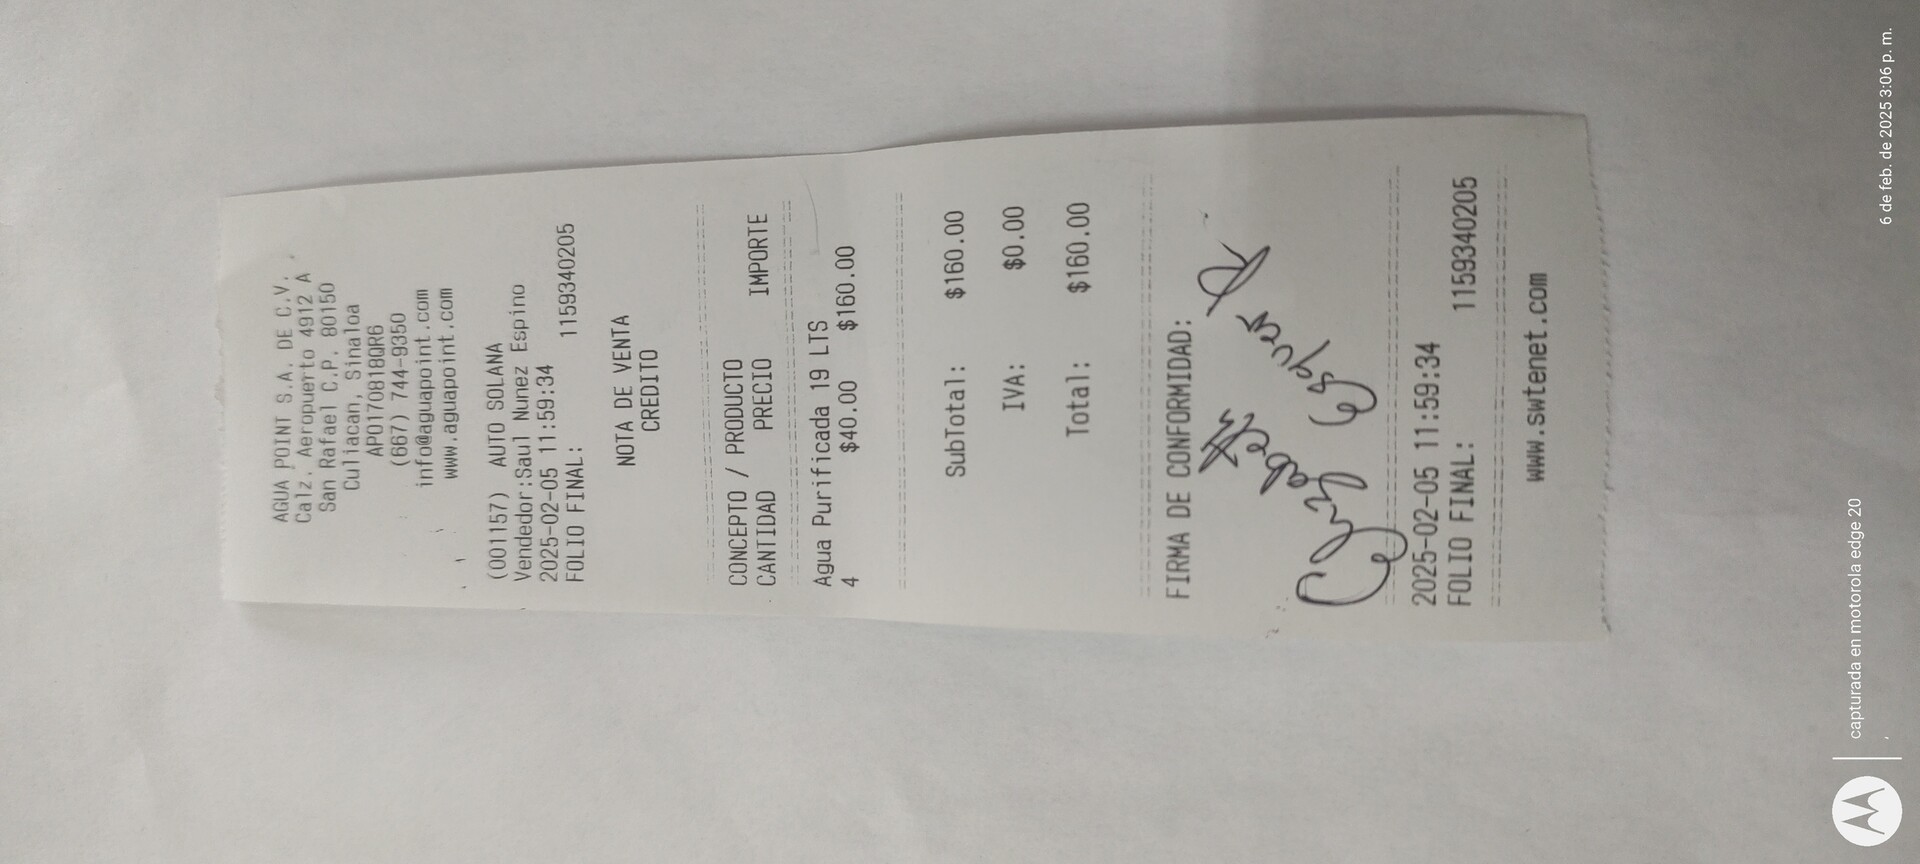 AGUA POINT S.A. DE C.V.
Calz. Aeropuerto 4912 A
San Rafael C.P. 80150
Culiacan, Sinaloa
APO170818QR6
(667) 744-9350
info@aguapoint.com
www.aguapoint.com
(001157) AUTO SOLANA
Vendedor:Saul Nunez Espino
2025-02-05 11:59:34
FOLIO FINAL: 1159340205
NOTA DE VENTA
CREDITO
CONCEPTO / PRODUCTO
CANTIDAD PRECIO IMPORTE
Agua Purificada 19 LTS
4 $40.00 $160.00
SubTotal: $160.00
IVA: $0.00
Total: $160.00
FIRMA DE CONFORMIDAD:
2025-02-05 11:59:34
FOLIO FINAL: 1159340205
www.swtenet.com
capturada en motorola edge 20
6 de feb. de 2025 3:06 p. m.